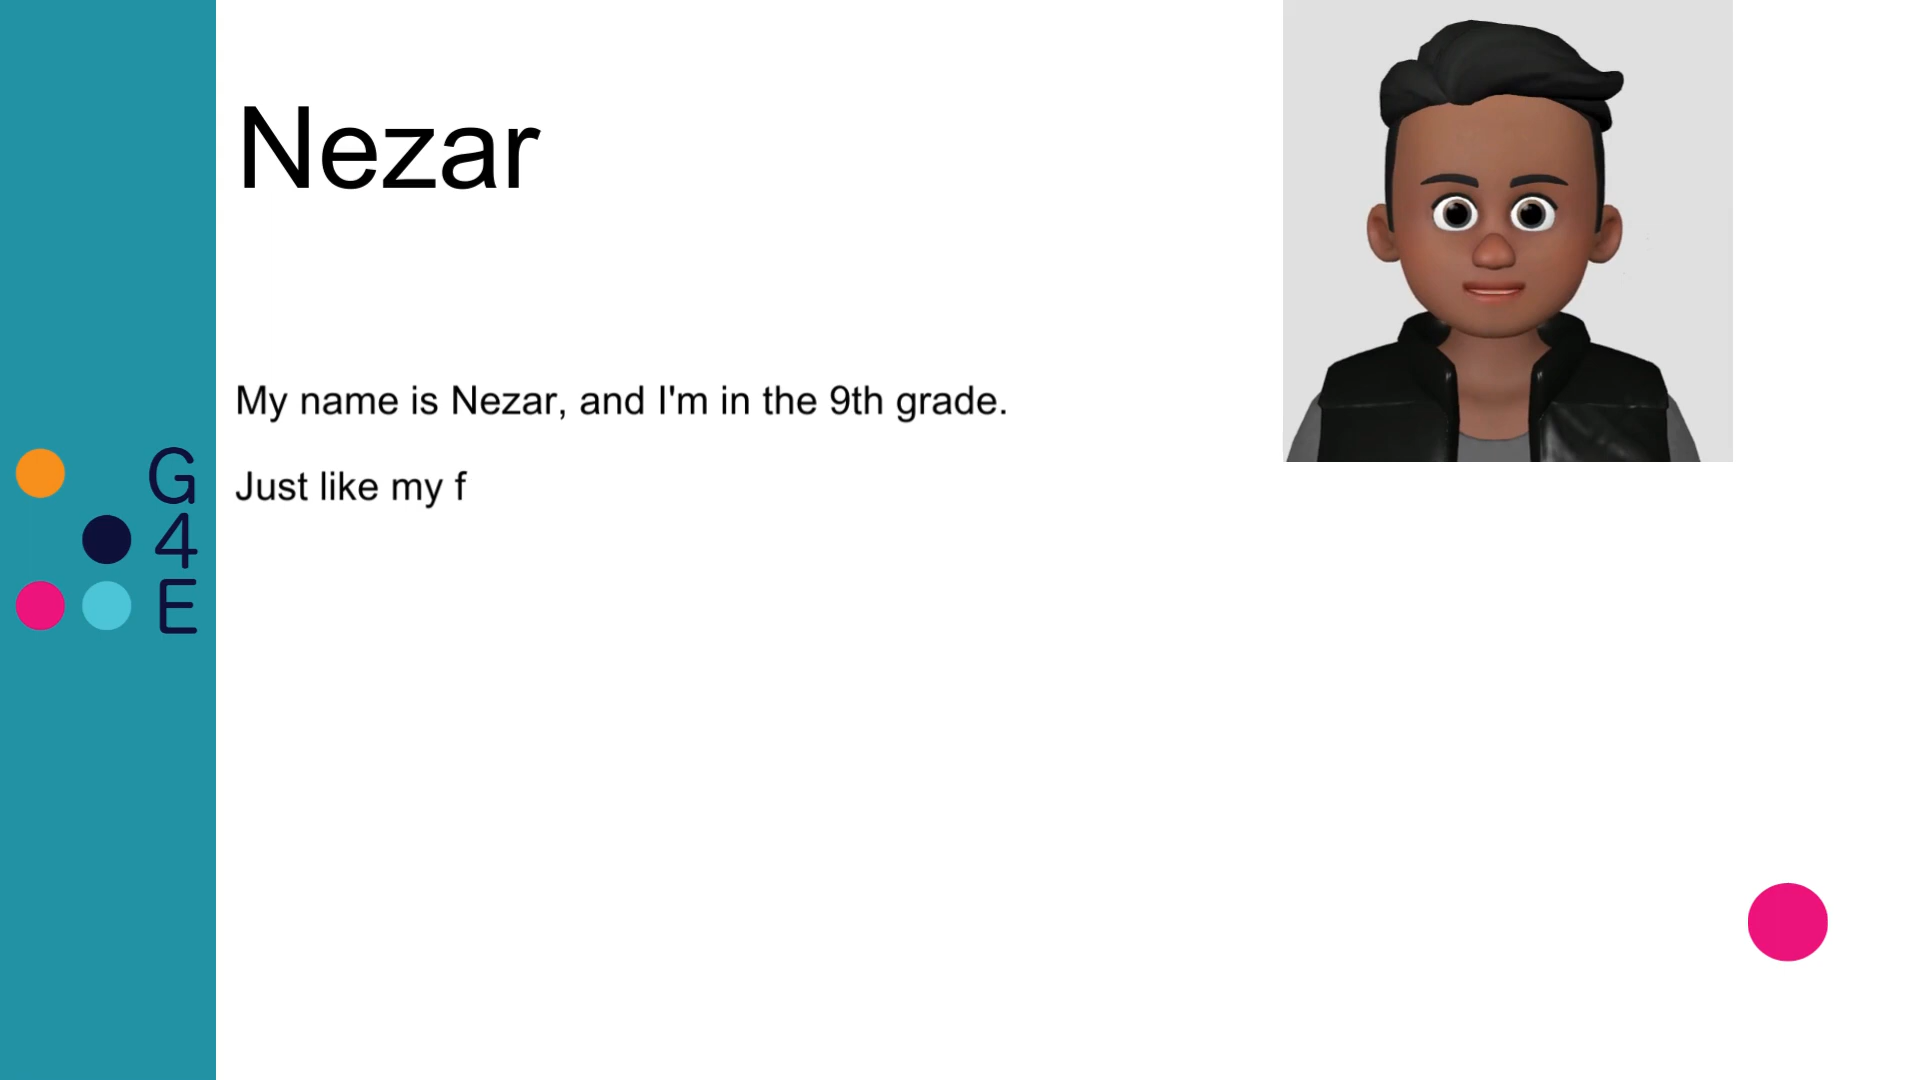 Nezar
My name is Nezar, and I'm in the 9th grade.
Just like my f
G
4
E